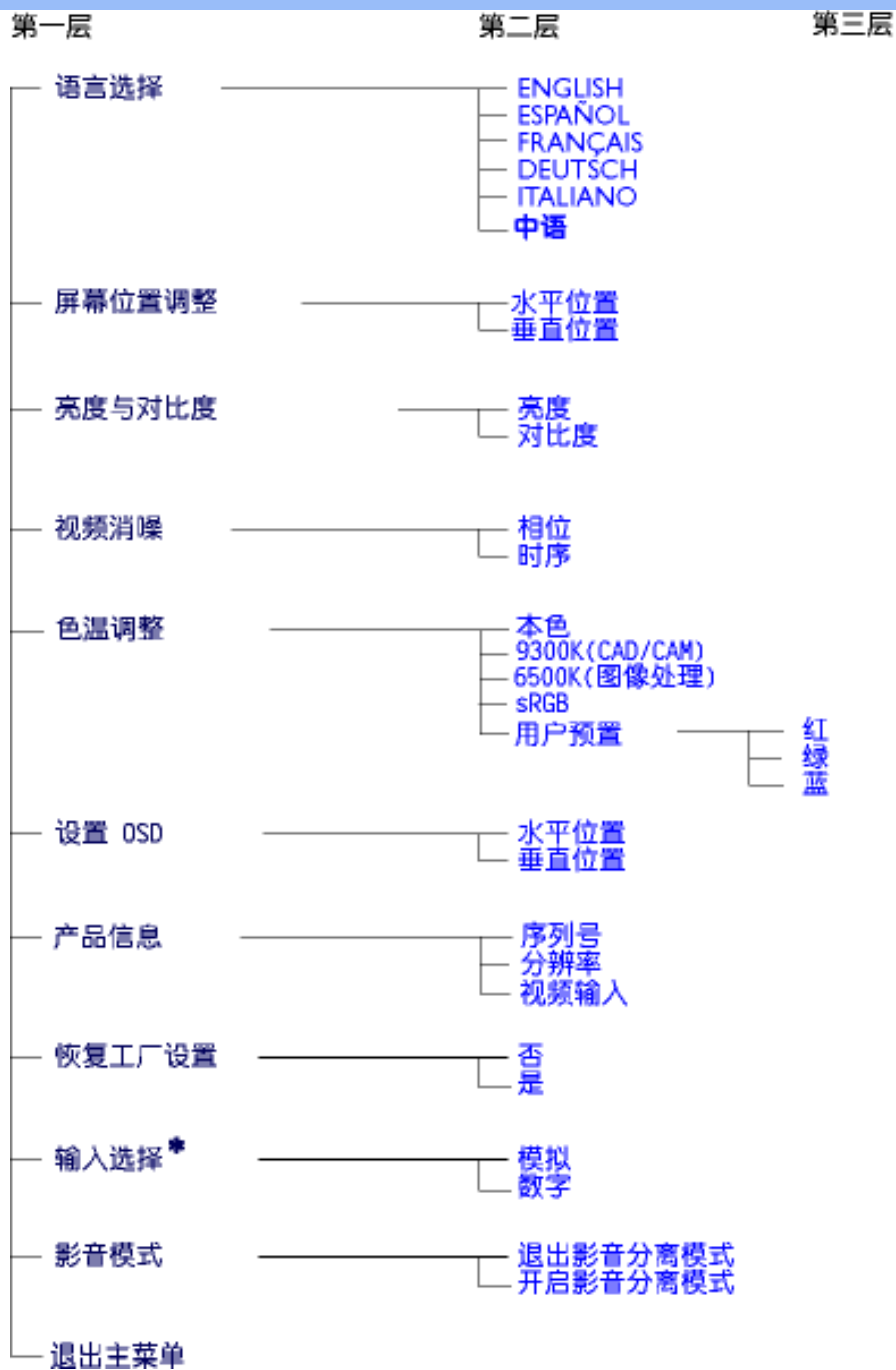 第一层 第二层 第三层
语言选择 ENGLISH
ESPAÑOL
FRANÇAIS
DEUTSCH
ITALIANO
中语
屏幕位置调整 水平位置
垂直位置
亮度与对比度 亮度
对比度
视频消噪 相位
时序
色温调整 本色
9300K(CAD/CAM)
6500K(图像处理)
sRGB
用户预置 红
绿
蓝
设置 OSD 水平位置
垂直位置
产品信息 序列号
分辨率
视频输入
恢复工厂设置 否
是
输入选择* 模拟
数字
影音模式 退出影音分离模式
开启影音分离模式
退出主菜单